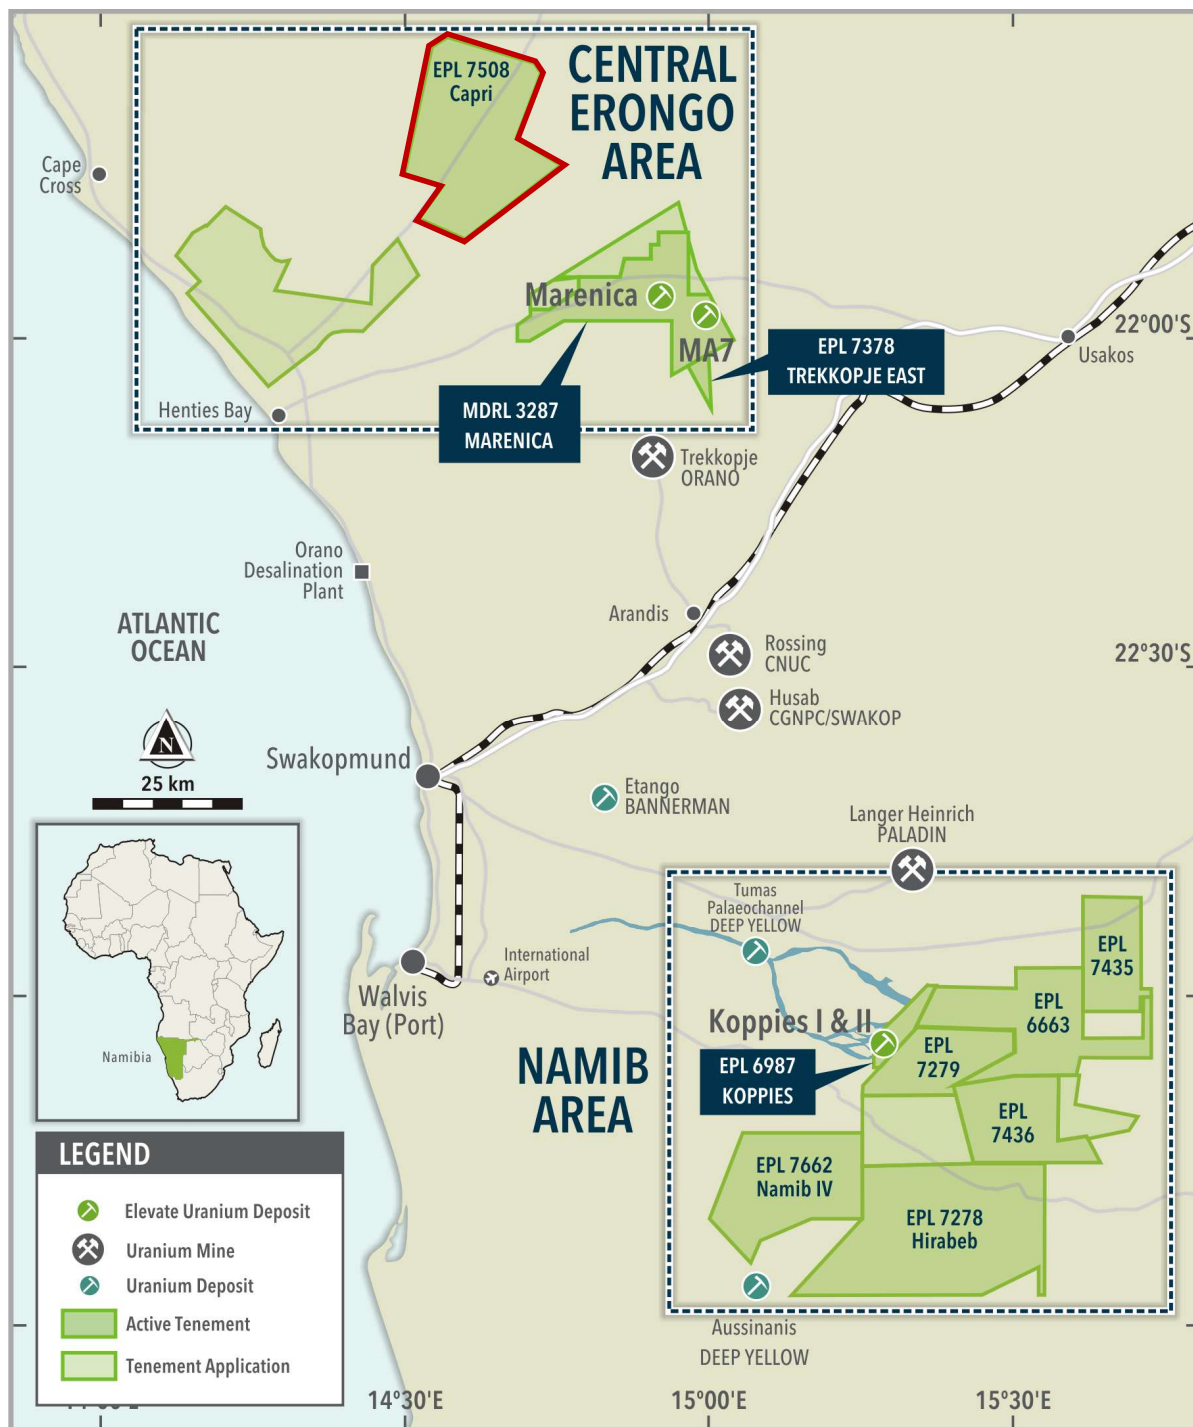 EPL 7508
Capri
CENTRAL
ERONGO
AREA
Cape
Cross
Marenica
MA7
22°00'S
EPL 7378
TREKKOPJE EAST
Usakos
MDRL 3287
MARENICA
Henties Bay
Trekkopje
ORANO
Orano
Desalination
Plant
ATLANTIC
OCEAN
Arandis
Rossing
CNUC
22°30'S
Husab
CGNPC/SWAKOP
N
25 km
Swakopmund
Etango
BANNERMAN
Langer Heinrich
PALADIN
Tumas
Palaeochannel
DEEP YELLOW
International
Airport
Walvis
Bay (Port)
EPL
7435
EPL
6663
Koppies I & II
EPL
7279
EPL 6987
KOPPIES
NAMIB
AREA
EPL
7436
Namibia
EPL 7662
Namib IV
EPL 7278
Hirabeb
Aussinanis
DEEP YELLOW
LEGEND
Elevate Uranium Deposit
Uranium Mine
Uranium Deposit
Active Tenement
Tenement Application
14°30'E
15°00'E
15°30'E